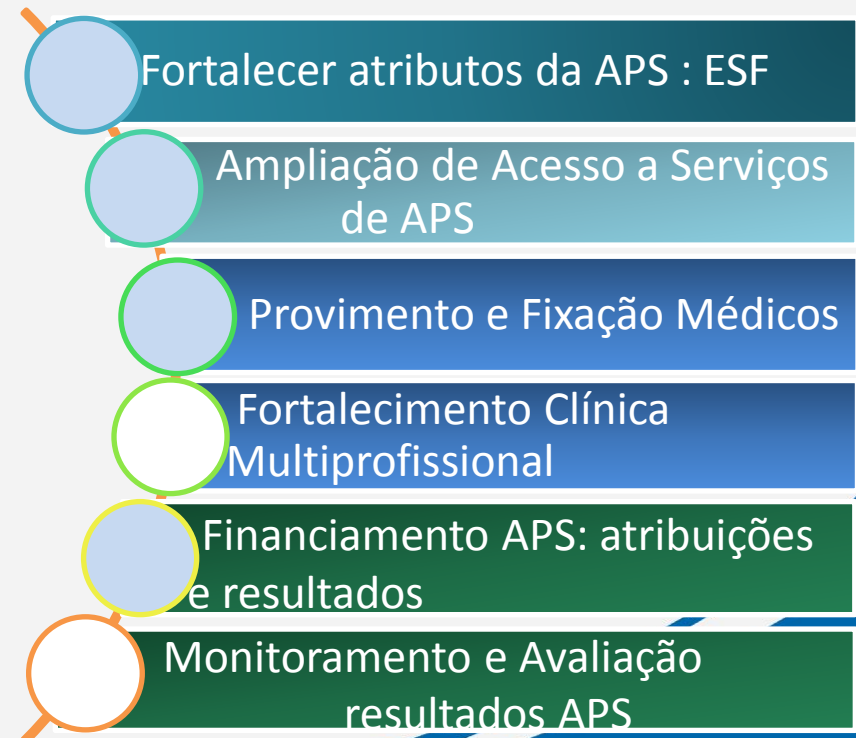 Fortalecer atributos da APS : ESF
Ampliação de Acesso a Serviços
de APS
Provimento e Fixação Médicos
Fortalecimento Clínica
Multiprofissional
Financiamento APS: atribuições
e resultados
Monitoramento e Avaliação
resultados APS